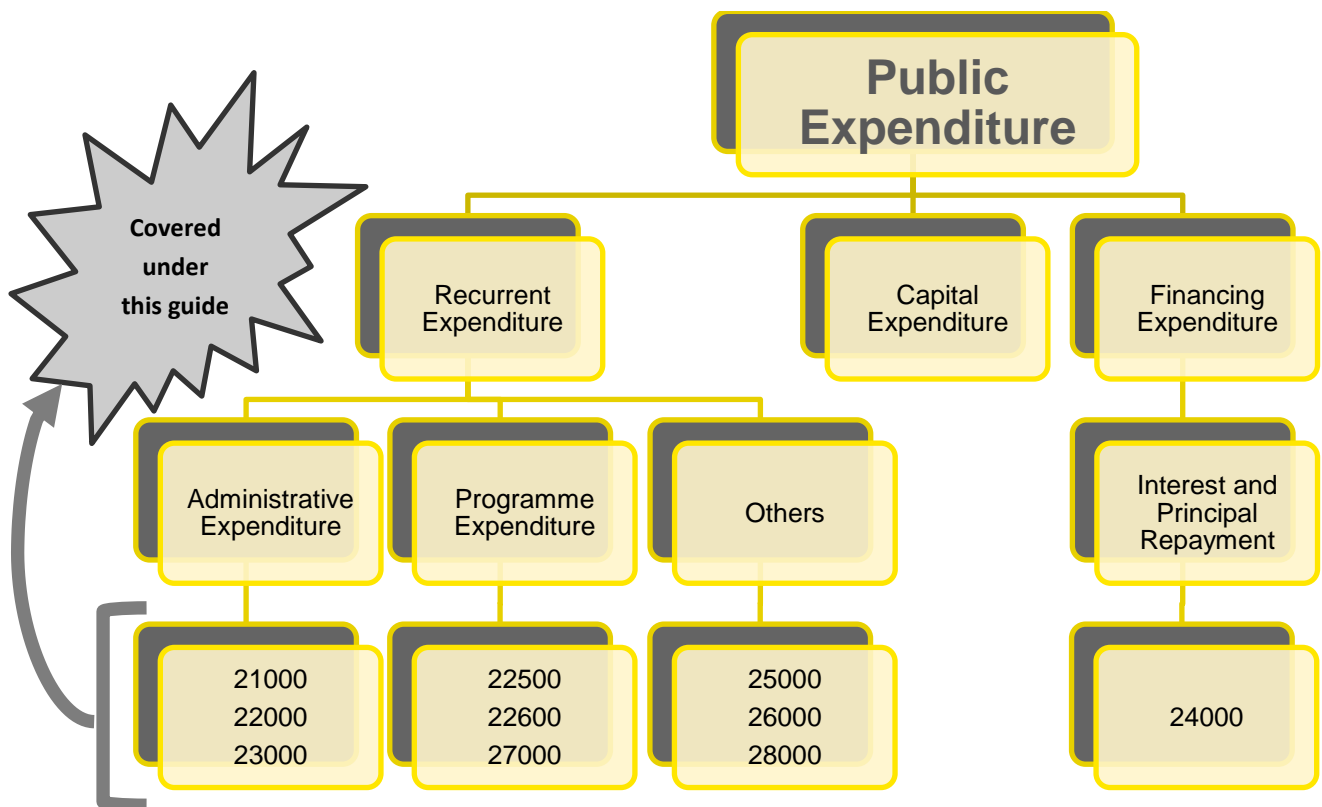 Public
Expenditure
Covered
under
this guide
Recurrent
Expenditure
Capital
Expenditure
Financing
Expenditure
Administrative
Expenditure
Programme
Expenditure
Others
Interest and
Principal
Repayment
21000
22000
23000
22500
22600
27000
25000
26000
28000
24000